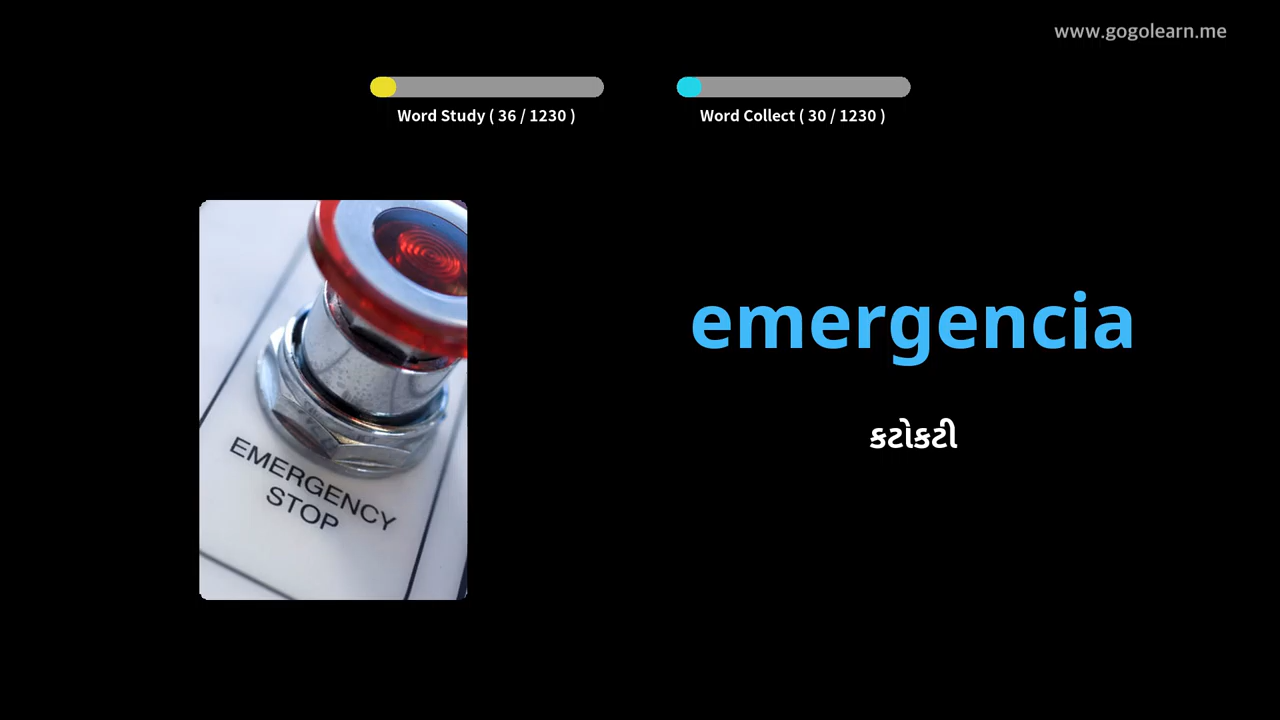 www.gogolearn.me
Word Study ( 36 / 1230 )
Word Collect ( 30 / 1230 )
EMERGENCY
STOP
emergencia
કટોકટી